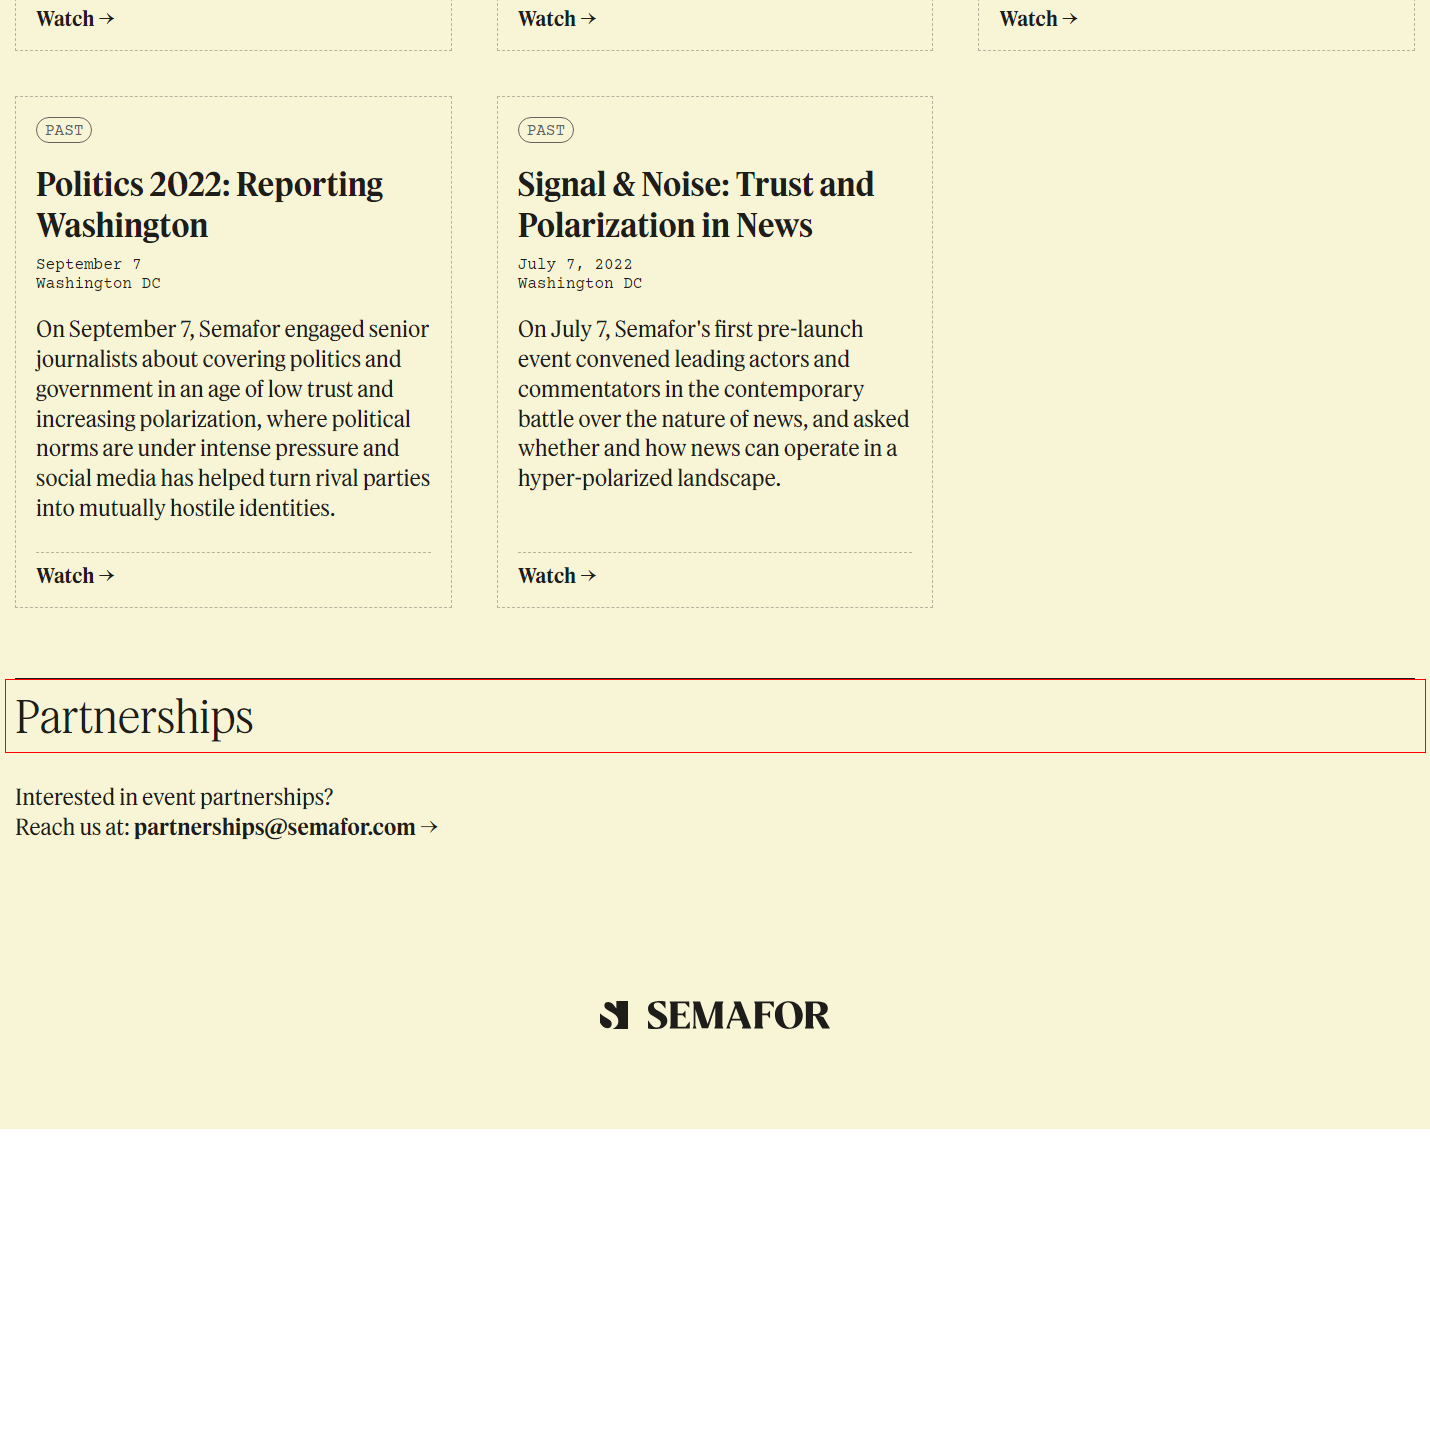 Watch →
Watch →
Watch →
PAST
Politics 2022: Reporting
Washington
September 7
Washington DC
On September 7, Semafor engaged senior
journalists about covering politics and
government in an age of low trust and
increasing polarization, where political
norms are under intense pressure and
social media has helped turn rival parties
into mutually hostile identities.
Watch →
PAST
Signal & Noise: Trust and
Polarization in News
July 7, 2022
Washington DC
On July 7, Semafor's first pre-launch
event convened leading actors and
commentators in the contemporary
battle over the nature of news, and asked
whether and how news can operate in a
hyper-polarized landscape.
Watch →
Partnerships
Interested in event partnerships?
Reach us at: partnerships@semafor.com →
SEMAFOR